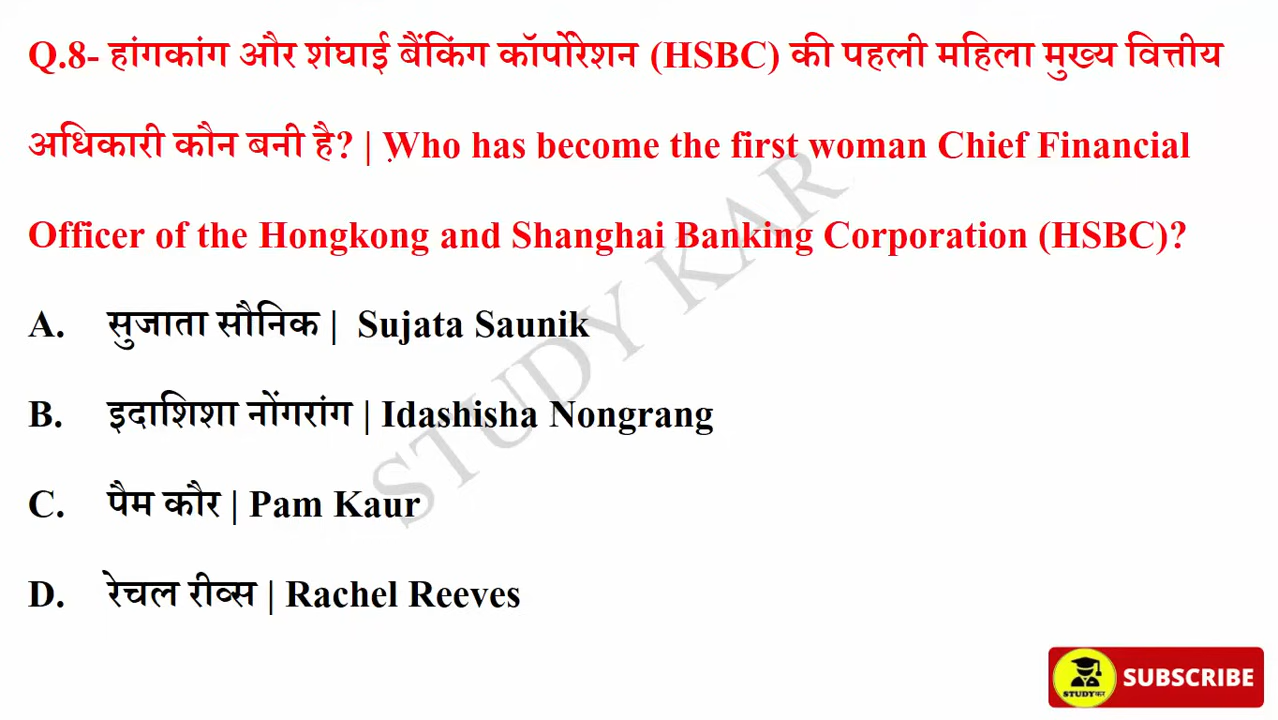 Q.8- हांगकांग और शंघाई बैंकिंग कॉर्पोरेशन (HSBC) की पहली महिला मुख्य वित्तीय
अधिकारी कौन बनी है? | Who has become the first woman Chief Financial
Officer of the Hongkong and Shanghai Banking Corporation (HSBC)?
A. सुजाता सौनिक | Sujata Saunik
B. इदाशिशा नोंगरांग | Idashisha Nongrang
C. पैम कौर | Pam Kaur
D. रेचल रीव्स | Rachel Reeves
STUDY KAR
STUDYकर SUBSCRIBE